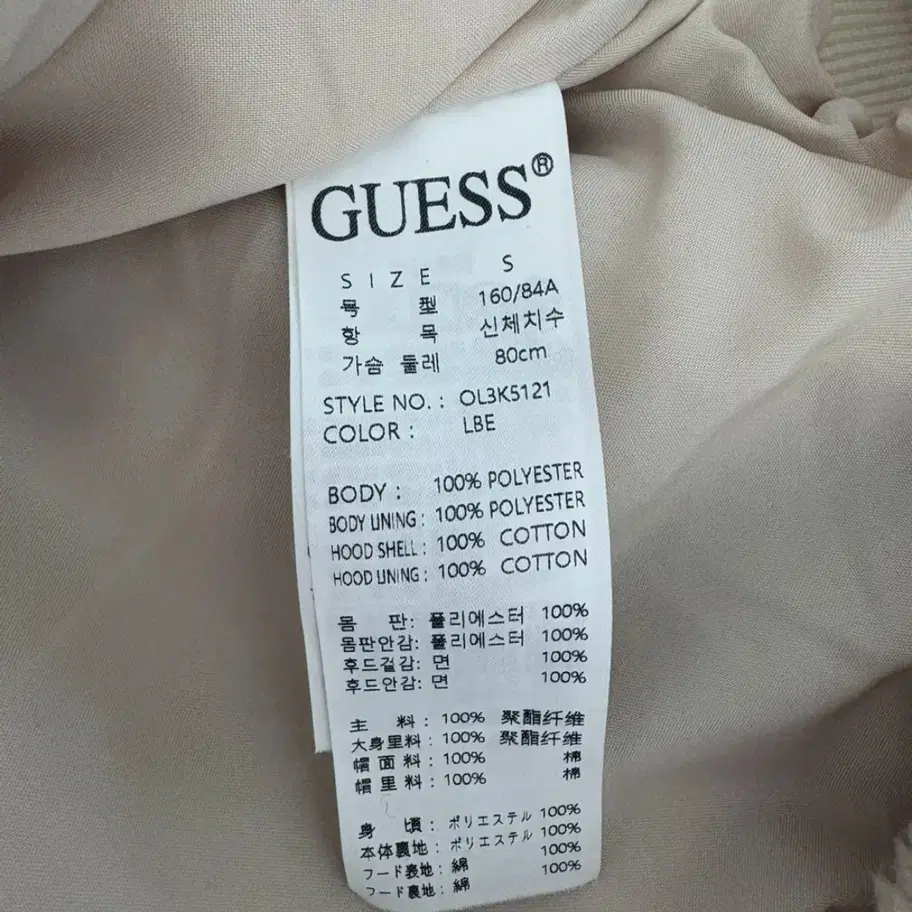 GUESS®
SIZE S
号 型 160/84A
항 목 신체치수
가슴 둘레 80cm
STYLE NO. : OL3K5121
COLOR : LBE
BODY : 100% POLYESTER
BODY LINING : 100% POLYESTER
HOOD SHELL : 100% COTTON
HOOD LINING : 100% COTTON
몸 판: 폴리에스터 100%
몸판안감: 폴리에스터 100%
후드겉감: 면 100%
후드안감: 면 100%
主 料 : 100% 聚酯纤维
大身里料 : 100% 聚酯纤维
帽面料 : 100% 棉
帽里料 : 100% 棉
身 頃 : ポリエステル 100%
本体裏地 : ポリエステル 100%
フード表地 : 綿 100%
フード裏地 : 綿 100%